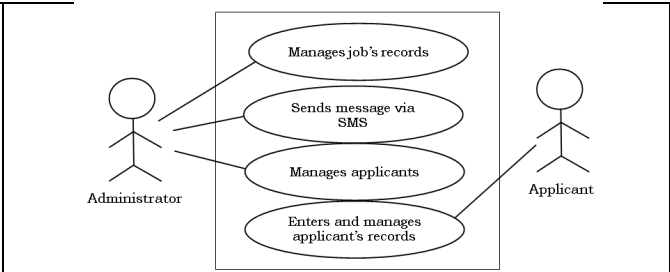 Manages job's records
Sends message via
SMS
Manages applicants
Enters and manages
applicant's records
Administrator
Applicant